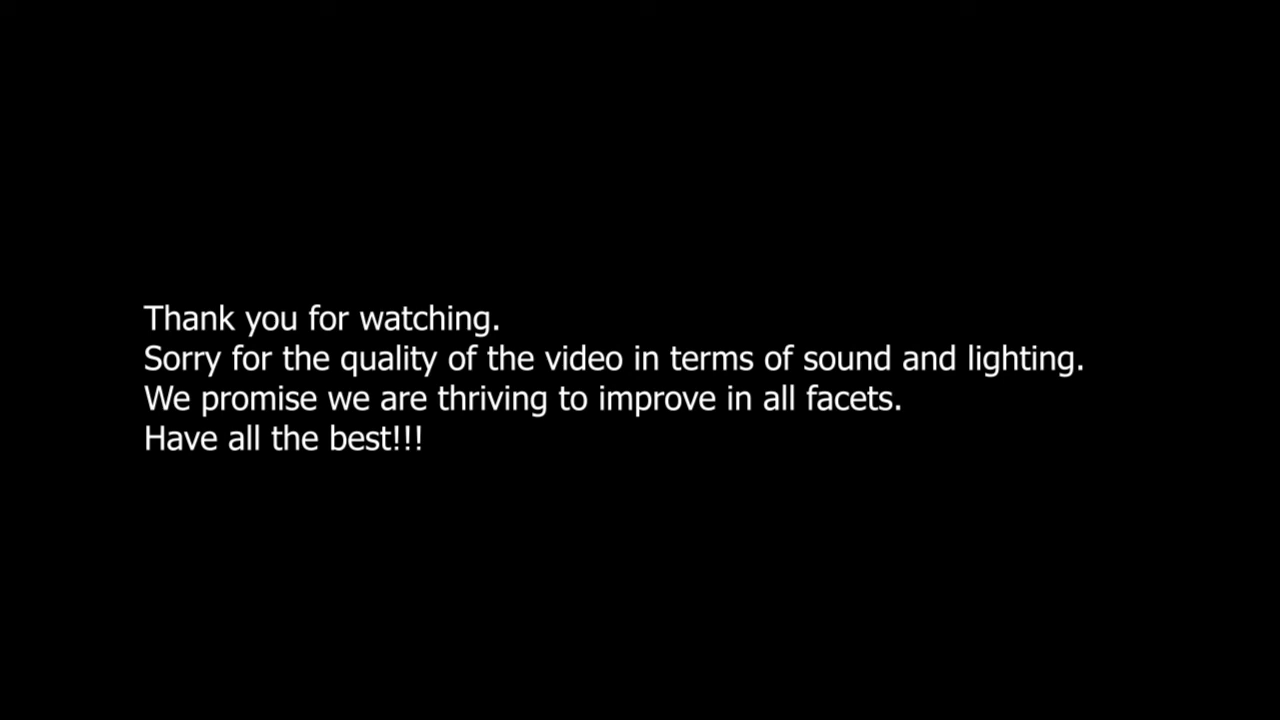 Thank you for watching.
Sorry for the quality of the video in terms of sound and lighting.
We promise we are thriving to improve in all facets.
Have all the best!!!